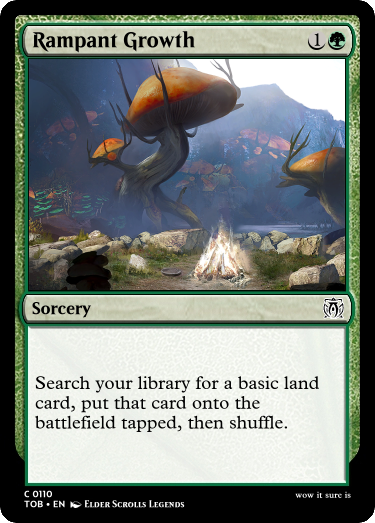 Rampant Growth 1
Sorcery
Search your library for a basic land
card, put that card onto the
battlefield tapped, then shuffle.
C 0110
TOB • EN Elder Scrolls Legends
wow it sure is